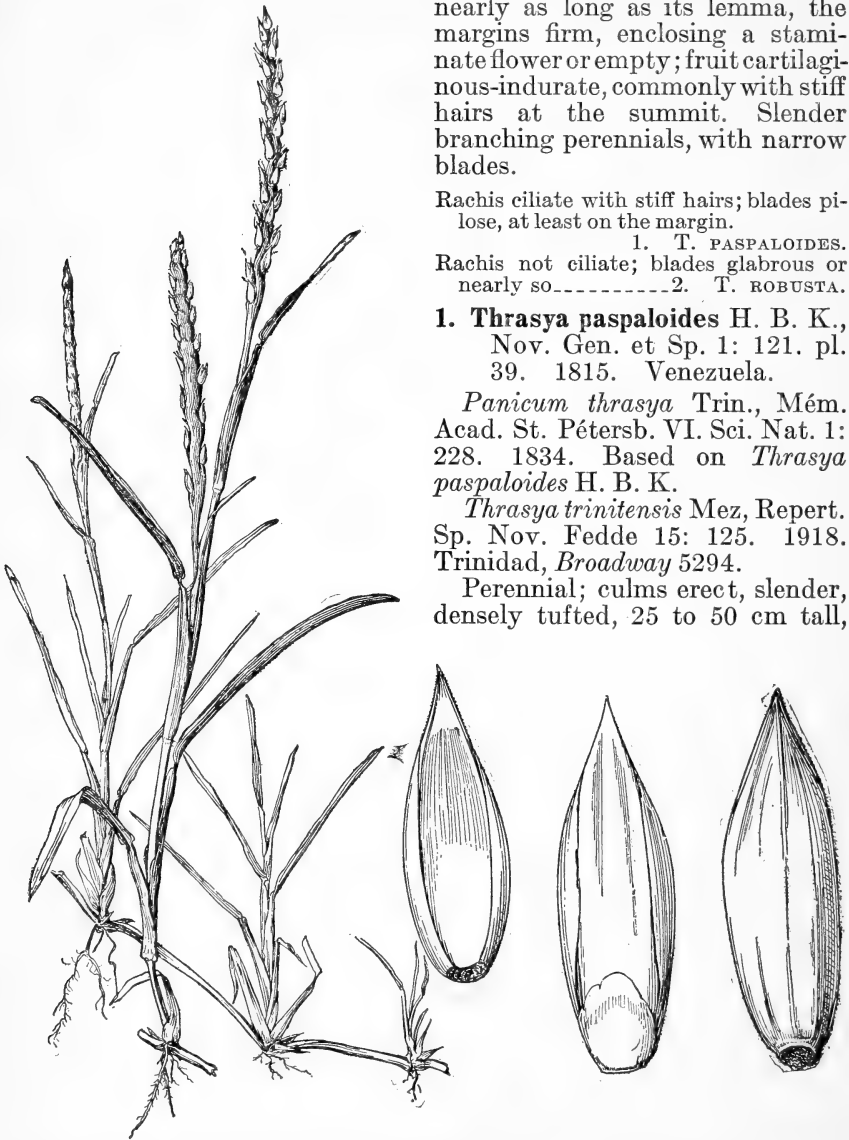 nearly as long as its lemma, the
margins firm, enclosing a stami-
nate flower or empty; fruit cartilagi-
nous-indurate, commonly with stiff
hairs at the summit. Slender
branching perennials, with narrow
blades.
Rachis ciliate with stiff hairs; blades pi-
lose, at least on the margin.
1. T. PASPALOIDES.
Rachis not ciliate; blades glabrous or
nearly so__________2. T. ROBUSTA.
1. Thrasya paspaloides H. B. K.,
Nov. Gen. et Sp. 1: 121. pl.
39. 1815. Venezuela.
Panicum thrasya Trin., Mém.
Acad. St. Pétersb. VI. Sci. Nat. 1:
228. 1834. Based on Thrasya
paspaloides H. B. K.
Thrasya trinitensis Mez, Repert.
Sp. Nov. Fedde 15: 125. 1918.
Trinidad, Broadway 5294.
Perennial; culms erect, slender,
densely tufted, 25 to 50 cm tall,